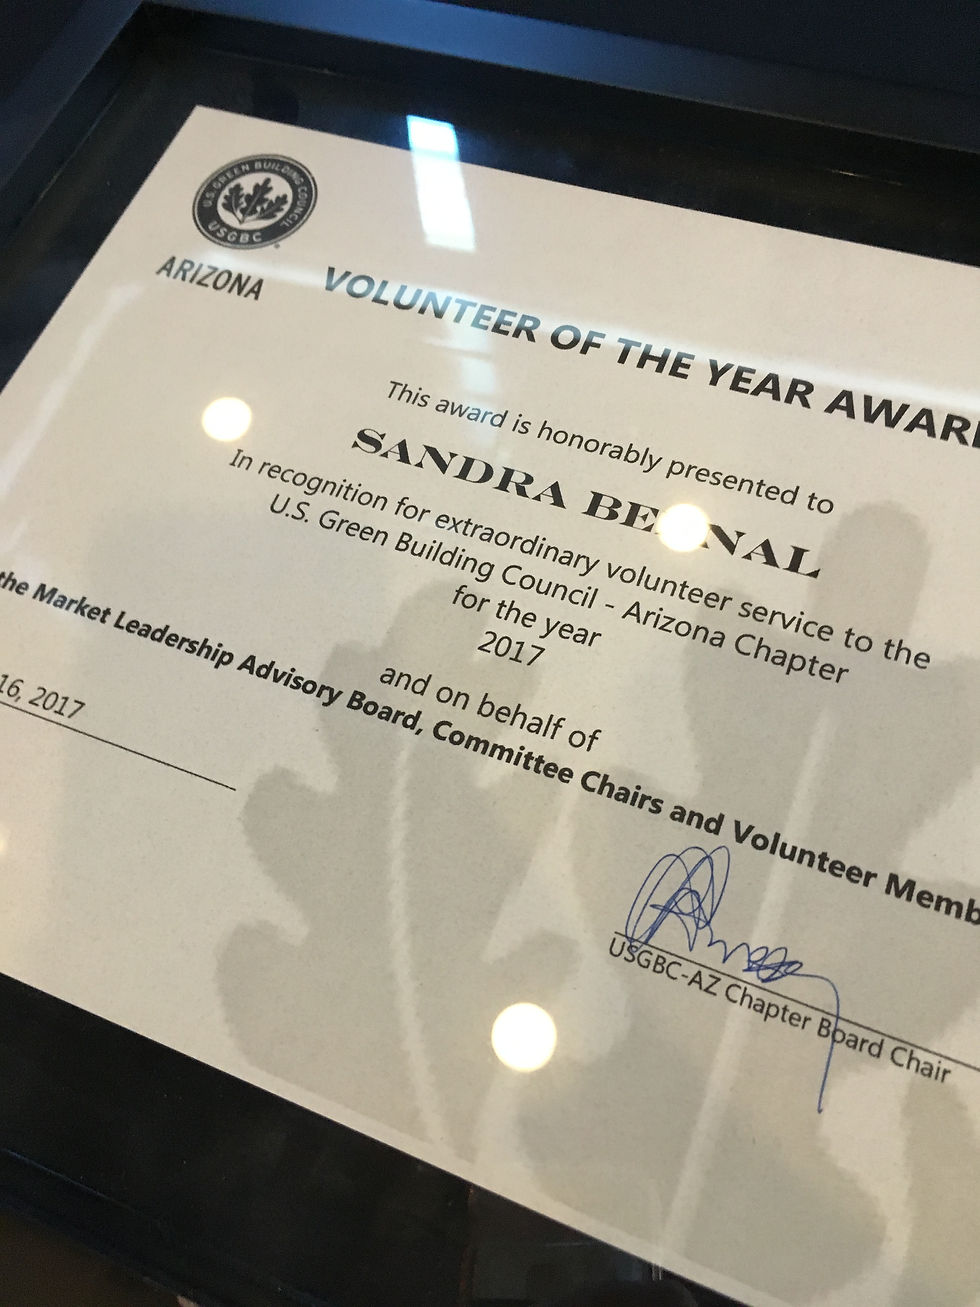 U.S. GREEN BUILDING COUNCIL
USGBC
ARIZONA
VOLUNTEER OF THE YEAR AWAR
This award is honorably presented to
SANDRA BE NAL
In recognition for extraordinary volunteer service to the
U.S. Green Building Council - Arizona Chapter
for the year
2017
and on behalf of
the Market Leadership Advisory Board, Committee Chairs and Volunteer Memb
16, 2017
USGBC-AZ Chapter Board Chair